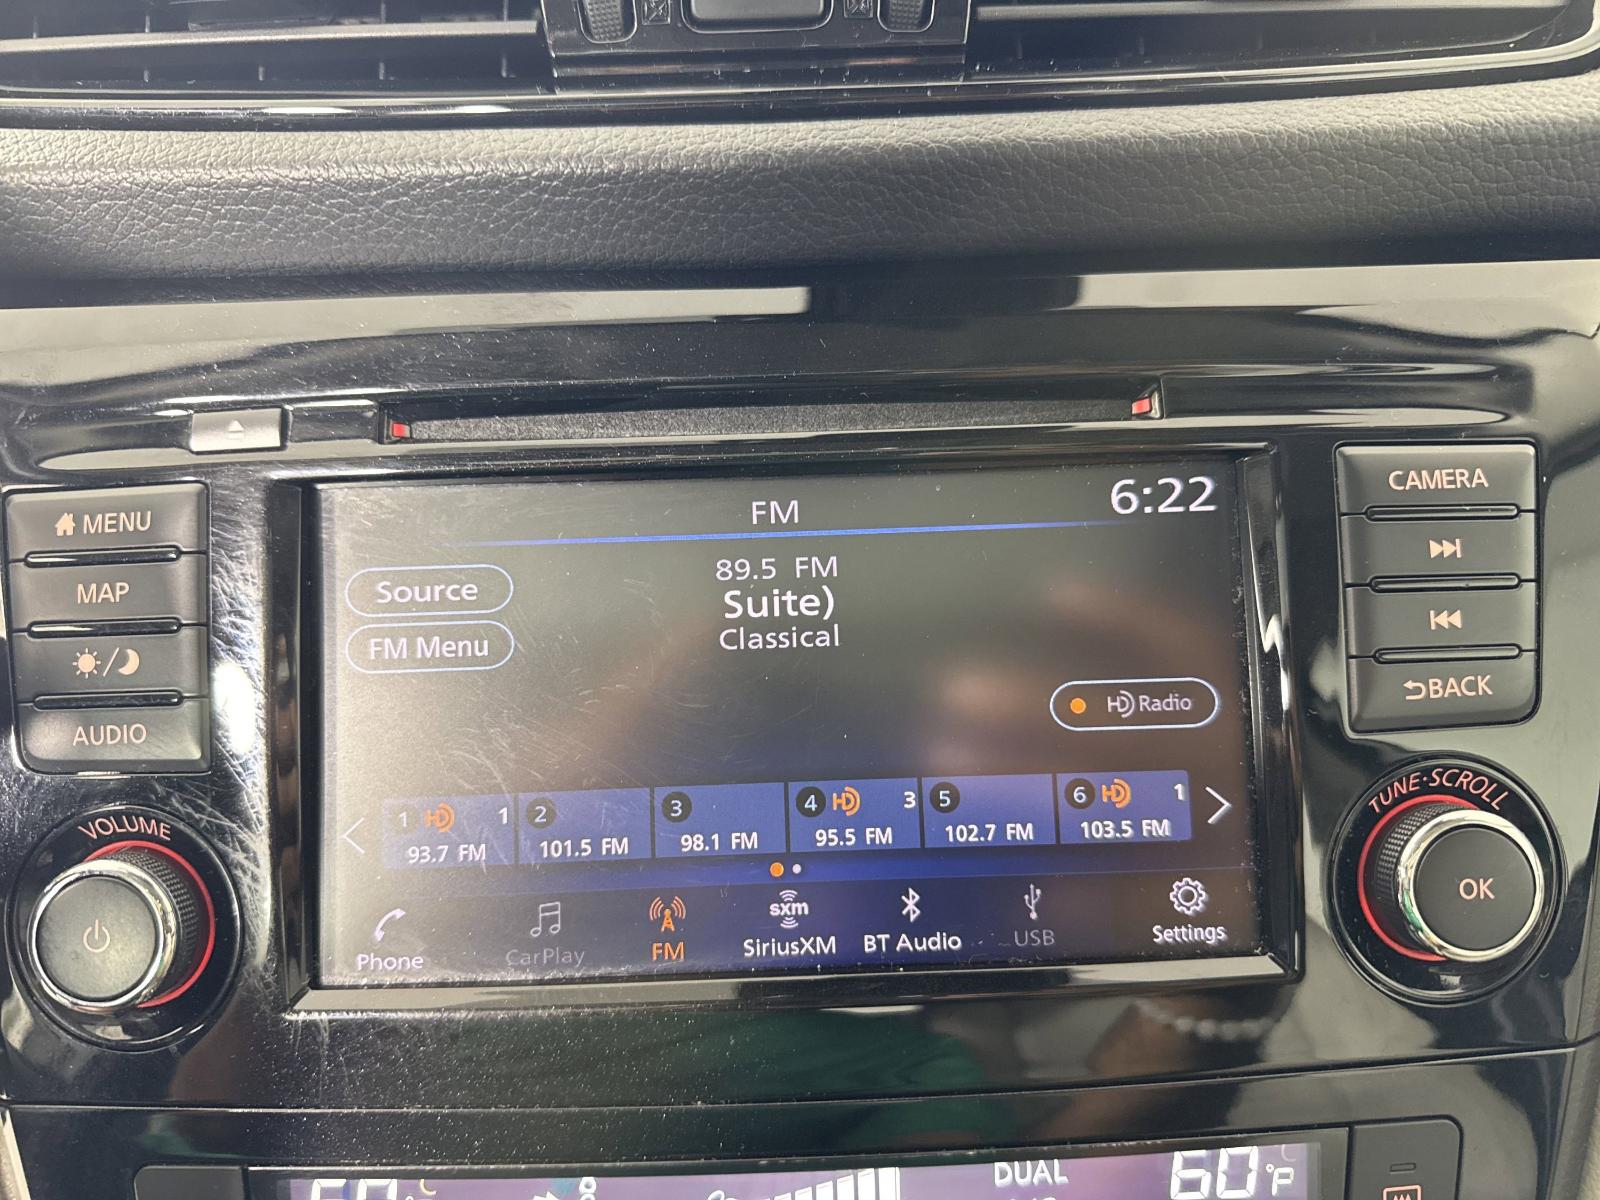 FM
6:22
89.5 FM
Suite)
Classical
Source
FM Menu
HD Radio
1 HD 1
93.7 FM
2
101.5 FM
3
98.1 FM
4 HD 3
95.5 FM
5
102.7 FM
6 HD 1
103.5 FM
Phone
CarPlay
FM
sxm
SiriusXM
BT Audio
USB
Settings
MENU
MAP
AUDIO
VOLUME
CAMERA
BACK
TUNE·SCROLL
OK
DUAL
60°F